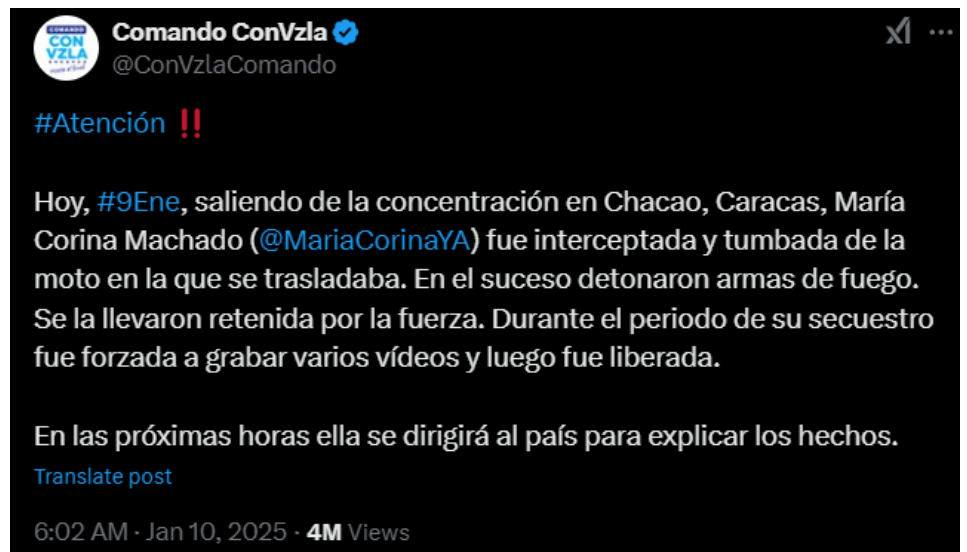 COMANDO
CON
VZLA
Comando ConVzla
@ConVzlaComando
#Atención ‼️
Hoy, #9Ene, saliendo de la concentración en Chacao, Caracas, María
Corina Machado (@MariaCorinaYA) fue interceptada y tumbada de la
moto en la que se trasladaba. En el suceso detonaron armas de fuego.
Se la llevaron retenida por la fuerza. Durante el periodo de su secuestro
fue forzada a grabar varios vídeos y luego fue liberada.
En las próximas horas ella se dirigirá al país para explicar los hechos.
Translate post
6:02 AM · Jan 10, 2025 · 4M Views